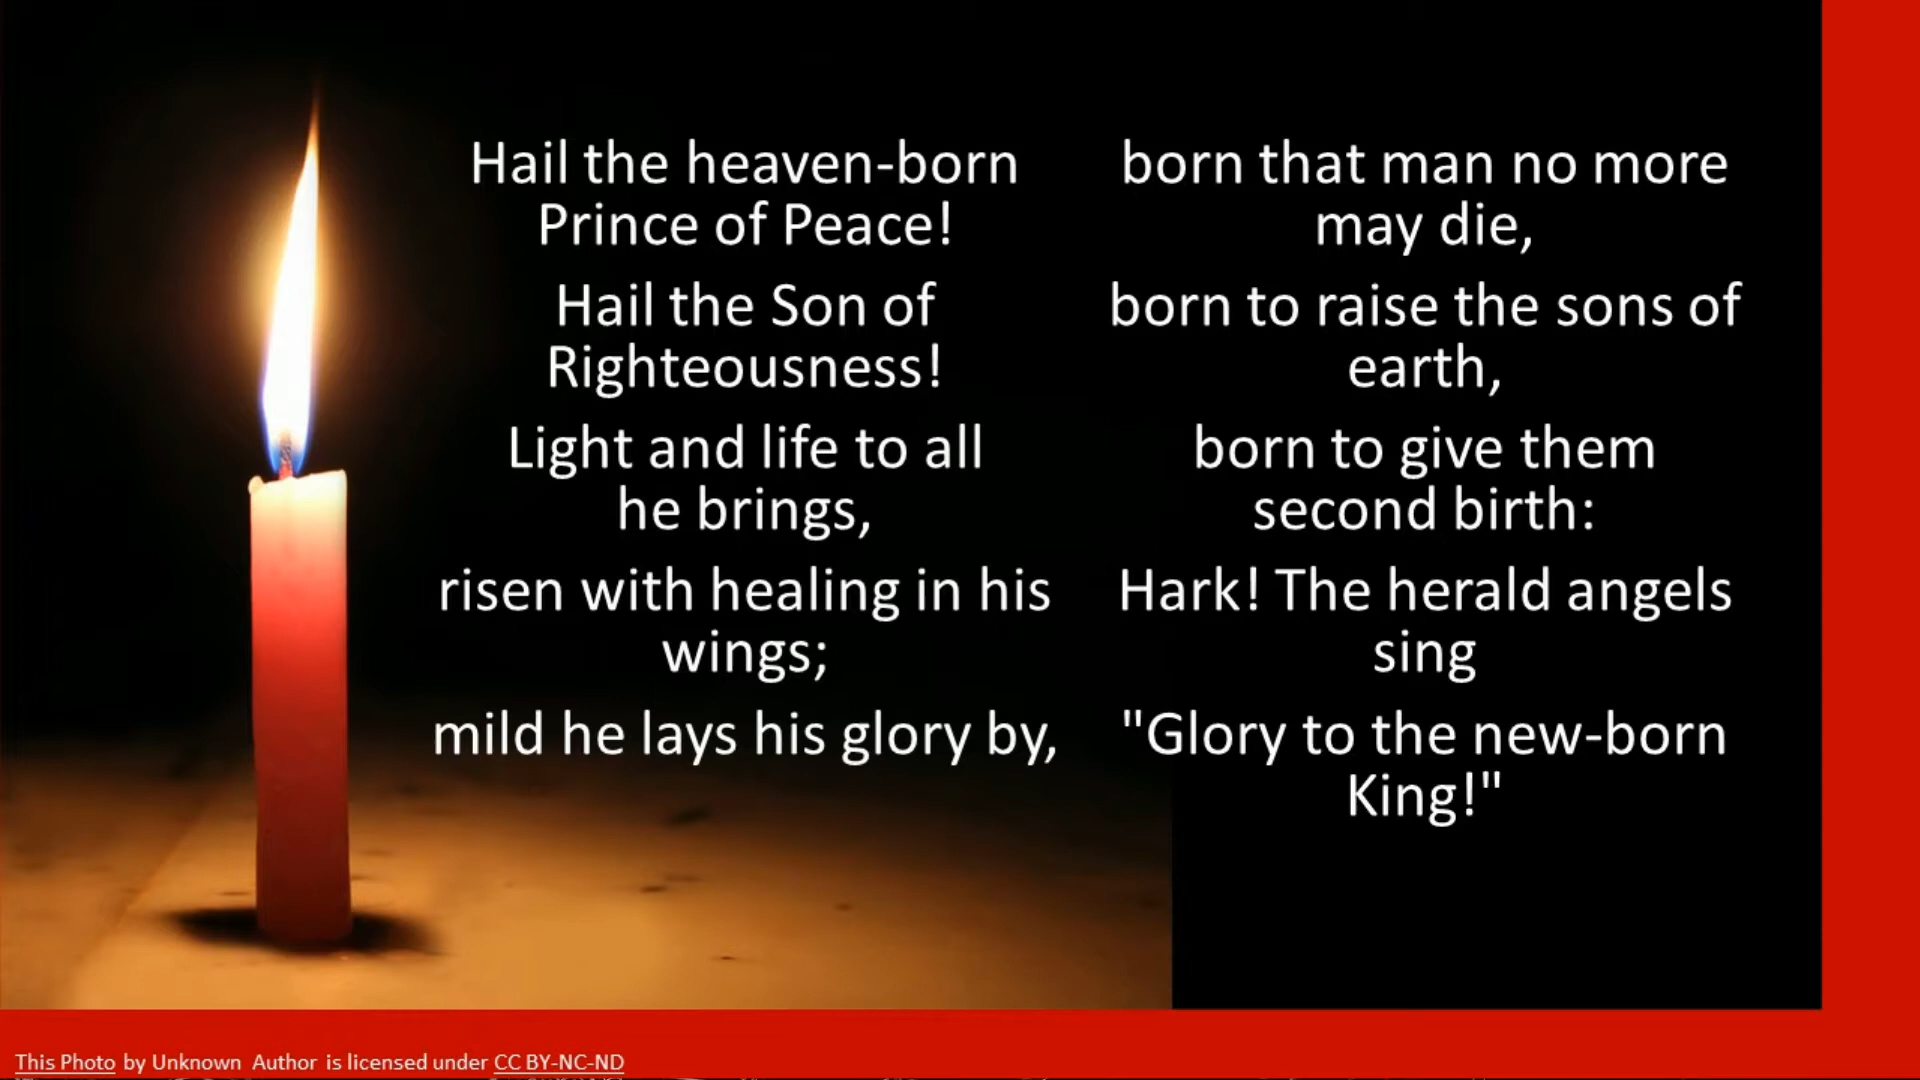 Hail the heaven-born
Prince of Peace!
Hail the Son of
Righteousness!
Light and life to all
he brings,
risen with healing in his
wings;
mild he lays his glory by,
born that man no more
may die,
born to raise the sons of
earth,
born to give them
second birth:
Hark! The herald angels
sing
"Glory to the new-born
King!"
This Photo by Unknown Author is licensed under CC BY-NC-ND